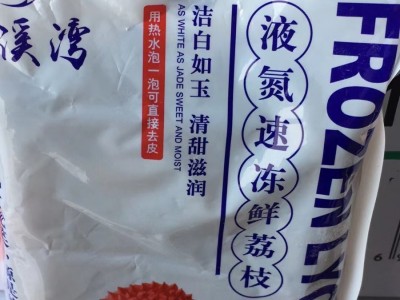 FROZEN LYC
液氮速冻鲜荔枝
洁白如玉 清甜滋润
AS WHITE AS JADE SWEET AND MOIST
用热水泡一泡可直接去皮
溪湾